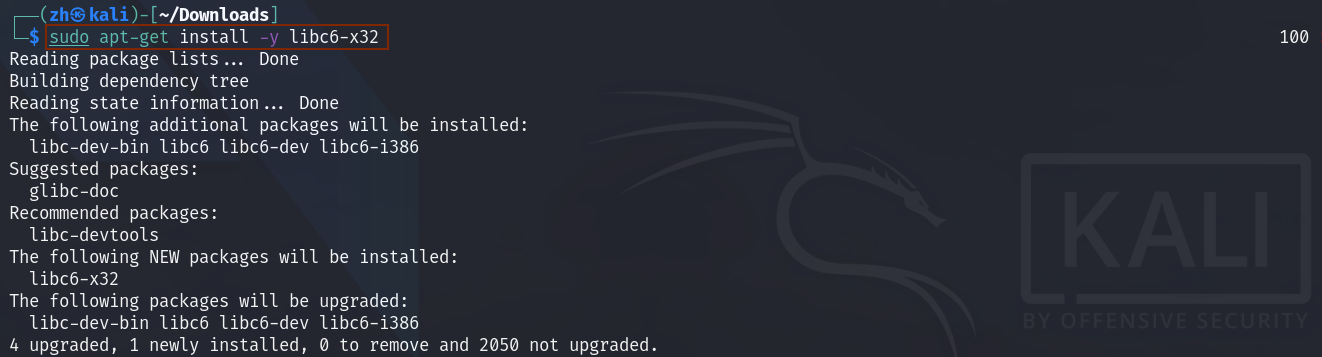 ┌──(zh㉿kali)-[~/Downloads]
└─$ sudo apt-get install -y libc6-x32 100
Reading package lists... Done
Building dependency tree
Reading state information... Done
The following additional packages will be installed:
  libc-dev-bin libc6 libc6-dev libc6-i386
Suggested packages:
  glibc-doc
Recommended packages:
  libc-devtools
The following NEW packages will be installed:
  libc6-x32
The following packages will be upgraded:
  libc-dev-bin libc6 libc6-dev libc6-i386
4 upgraded, 1 newly installed, 0 to remove and 2050 not upgraded.
KALI
BY OFFENSIVE SECURITY